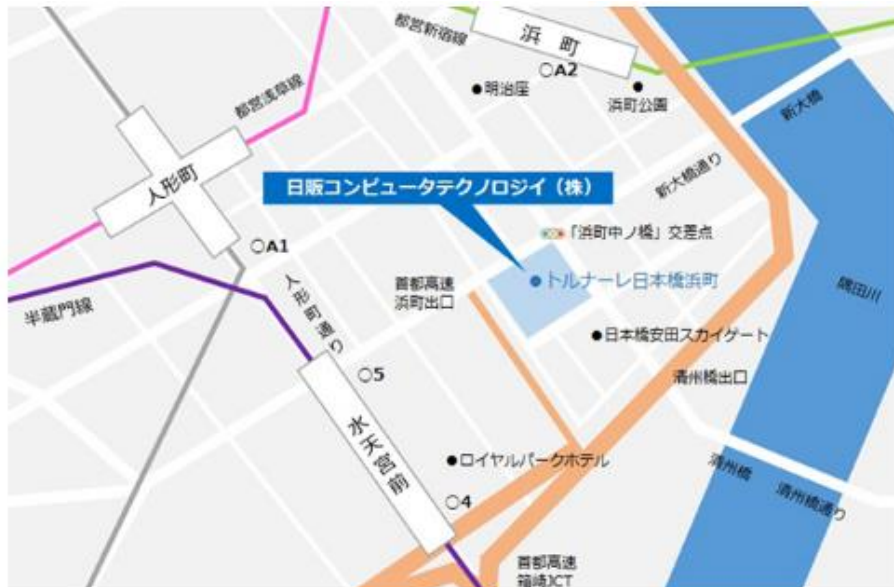 都営新宿線
浜町
○A2
●明治座
●
浜町公園
新大橋
都営浅草線
人形町
新大橋通り
日販コンピュータテクノロジイ（株）
「浜町中ノ橋」交差点
○A1
人形町通り
首都高速
浜町出口
●トルナーレ日本橋浜町
隅田川
半蔵門線
●日本橋安田スカイゲート
○5
清州橋出口
水天宮前
●ロイヤルパークホテル
清州橋
清州橋通り
○4
首都高速
箱崎JCT